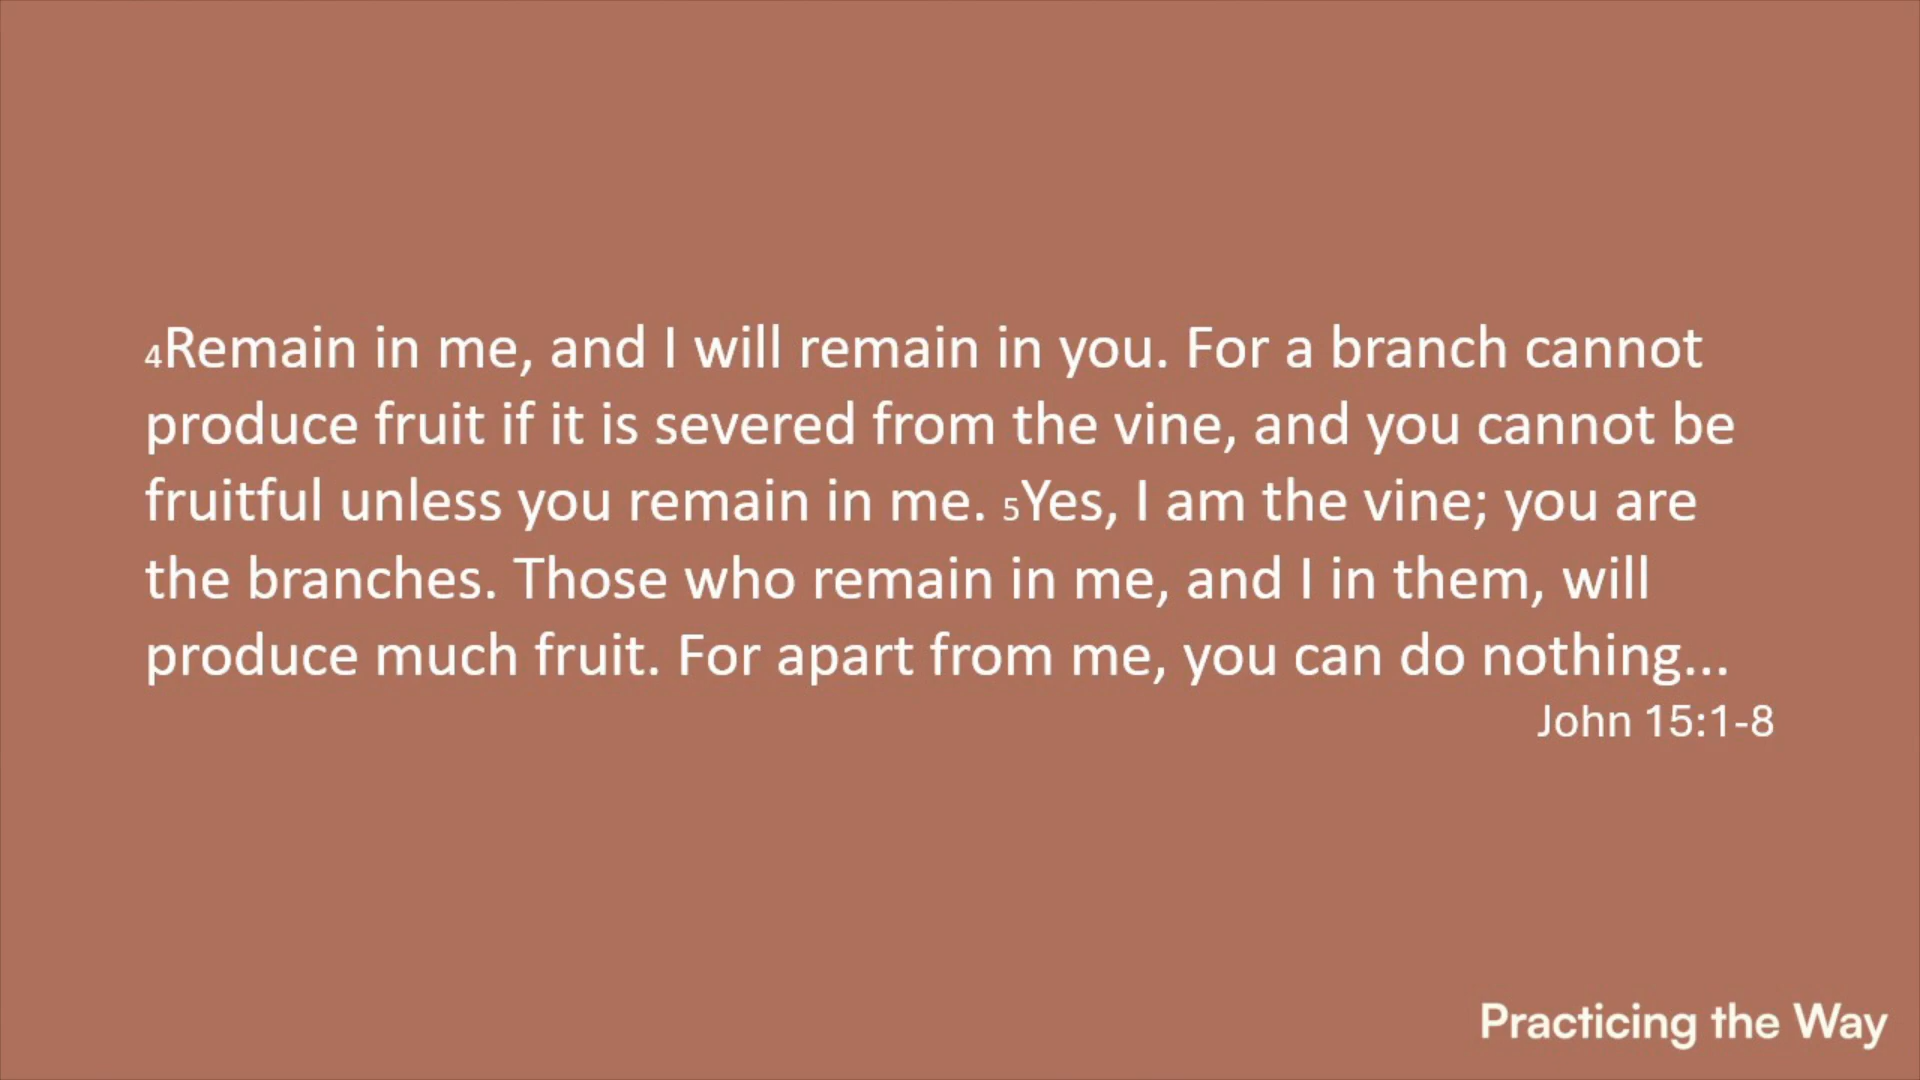 4Remain in me, and I will remain in you. For a branch cannot
produce fruit if it is severed from the vine, and you cannot be
fruitful unless you remain in me. 5Yes, I am the vine; you are
the branches. Those who remain in me, and I in them, will
produce much fruit. For apart from me, you can do nothing...
John 15:1-8
Practicing the Way